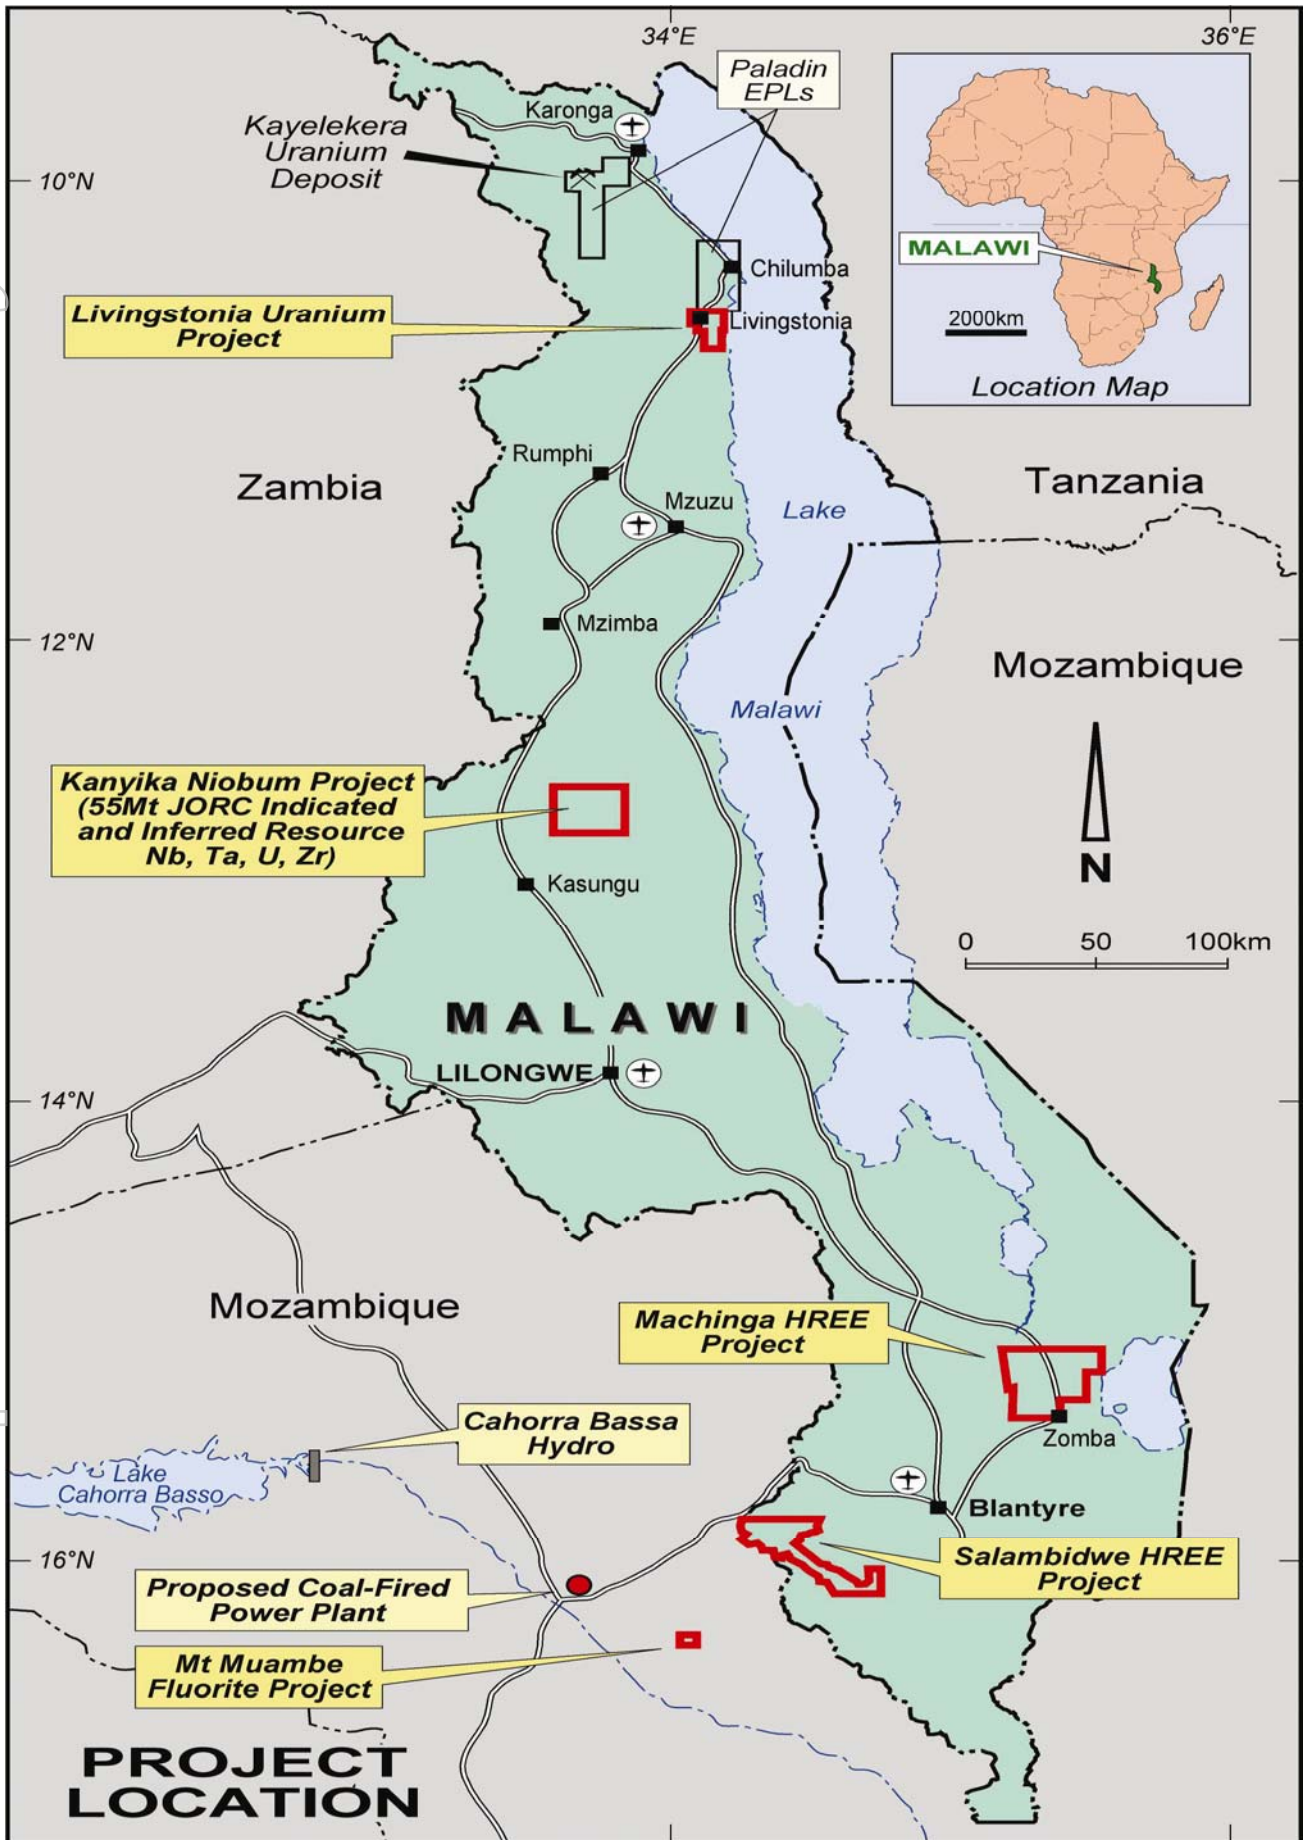 34°E
36°E
Paladin
EPLs
Karonga
Kayelekera
Uranium
Deposit
10°N
MALAWI
2000km
Location Map
Chilumba
Livingstonia Uranium
Project
Livingstonia
Rumphi
Zambia
Tanzania
Mzuzu
Lake
Mzimba
12°N
Mozambique
Malawi
Kanyika Niobum Project
(55Mt JORC Indicated
and Inferred Resource
Nb, Ta, U, Zr)
N
Kasungu
0 50 100km
MALAWI
LILONGWE
14°N
Mozambique
Machinga HREE
Project
Cahorra Bassa
Hydro
Zomba
Lake
Cahorra Basso
Blantyre
16°N
Salambidwe HREE
Project
Proposed Coal-Fired
Power Plant
Mt Muambe
Fluorite Project
PROJECT
LOCATION